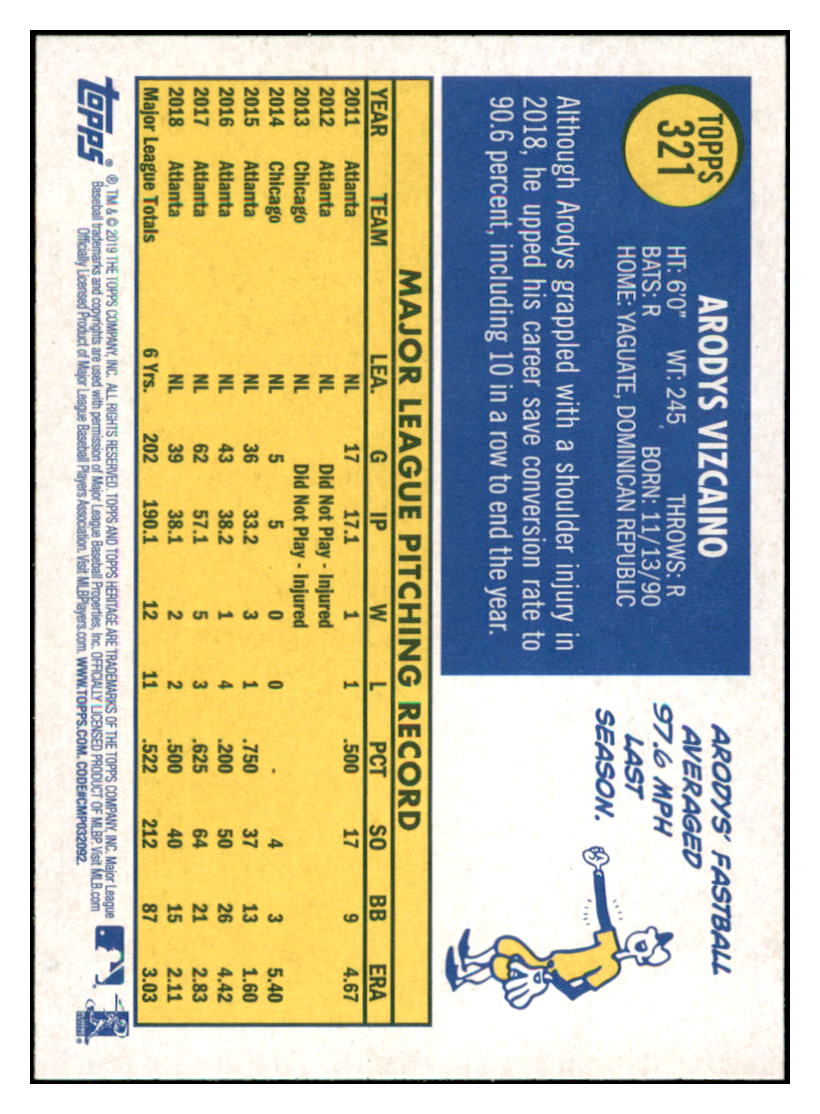 TOPPS
321
ARODYS VIZCAINO
HT: 6'0" WT: 245 THROWS: R
BATS: R BORN: 11/13/90
HOME: YAGUATE, DOMINICAN REPUBLIC
Although Arodys grappled with a shoulder injury in
2018, he upped his career save conversion rate to
90.6 percent, including 10 in a row to end the year.
ARODYS' FASTBALL
AVERAGED
97.6 MPH
LAST
SEASON.
MAJOR LEAGUE PITCHING RECORD
YEAR TEAM LEA. G IP W L PCT SO BB ERA
2011 Atlanta NL 17 17.1 1 1 .500 17 9 4.67
2012 Atlanta NL Did Not Play - Injured
2013 Chicago NL Did Not Play - Injured
2014 Chicago NL 5 5 0 0 - 4 3 5.40
2015 Atlanta NL 36 33.2 3 1 .750 37 13 1.60
2016 Atlanta NL 43 38.2 1 4 .200 50 26 4.42
2017 Atlanta NL 62 57.1 5 3 .625 64 21 2.83
2018 Atlanta NL 39 38.1 2 2 .500 40 15 2.11
Major League Totals 6 Yrs. 202 190.1 12 11 .522 212 87 3.03
topps®
®, TM & © 2019 THE TOPPS COMPANY, INC. ALL RIGHTS RESERVED. TOPPS AND TOPPS HERITAGE ARE TRADEMARKS OF THE TOPPS COMPANY, INC. Major League
Baseball trademarks and copyrights are used with permission of Major League Baseball Properties, Inc. OFFICIALLY LICENSED PRODUCT OF MLBP. Visit MLB.com
Officially Licensed Product of Major League Baseball Players Association. Visit MLBPlayers.com. WWW.TOPPS.COM. CODE#CMP032092.